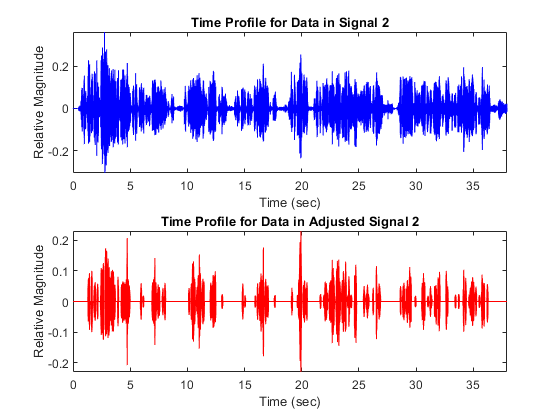 Time Profile for Data in Signal 2
Relative Magnitude
0.2
0
-0.2
0 5 10 15 20 25 30 35
Time (sec)
Time Profile for Data in Adjusted Signal 2
Relative Magnitude
0.2
0.1
0
-0.1
-0.2
0 5 10 15 20 25 30 35
Time (sec)